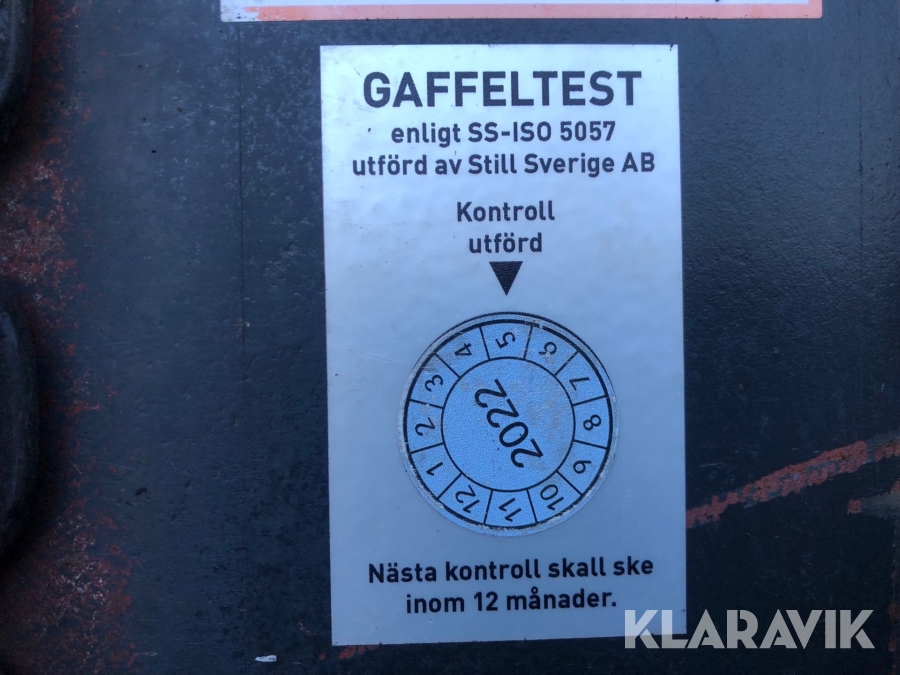 GAFFELTEST
enligt SS-ISO 5057
utförd av Still Sverige AB
Kontroll
utförd
1 2 3 4 5 6 7 8 9 10 11 12
2022
Nästa kontroll skall ske
inom 12 månader.
KLARAVIK